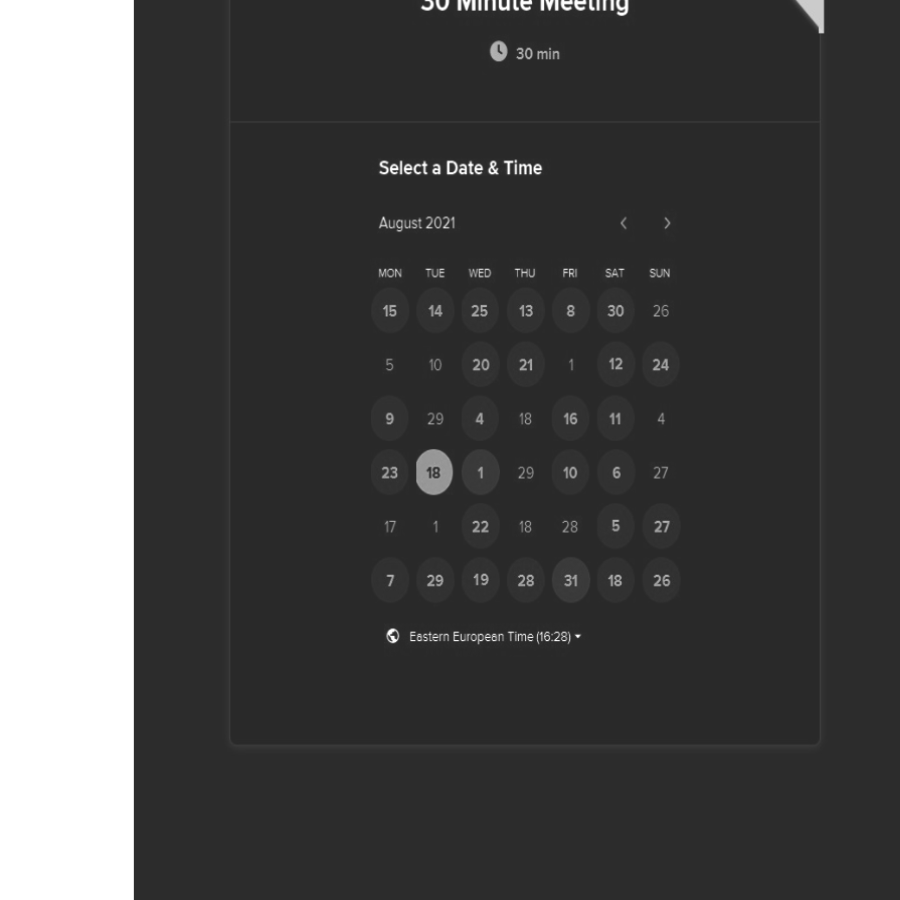 30 Minute Meeting
30 min
Select a Date & Time
August 2021
MON TUE WED THU FRI SAT SUN
15 14 25 13 8 30 26
5 10 20 21 1 12 24
9 29 4 18 16 11 4
23 18 1 29 10 6 27
17 1 22 18 28 5 27
7 29 19 28 31 18 26
Eastern European Time (16:28)